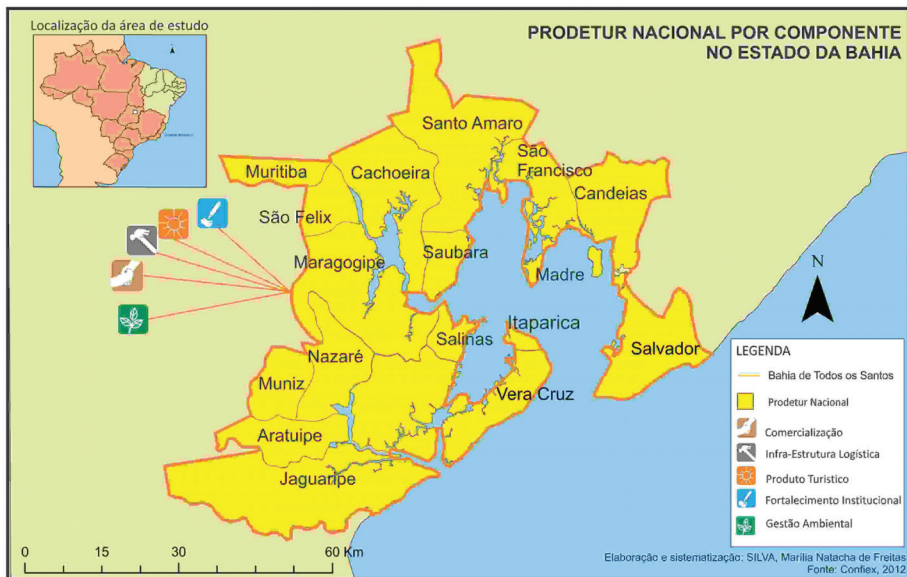 Localização da área de estudo
PRODETUR NACIONAL POR COMPONENTE
NO ESTADO DA BAHIA
Santo Amaro
São
Francisco
Muritiba
Cachoeira
Candeias
São Felix
Saubara
Maragogipe
Madre
N
Itaparica
Salinas
Salvador
Nazaré
Muniz
Vera Cruz
Aratuipe
Jaguaripe
LEGENDA
Bahia de Todos os Santos
Prodetur Nacional
Comercialização
Infra-Estrutura Logística
Produto Turistico
Fortalecimento Institucional
Gestão Ambiental
0 15 30 60 Km
Elaboração e sistematização: SILVA, Marilia Natacha de Freitas
Fonte: Confiex, 2012